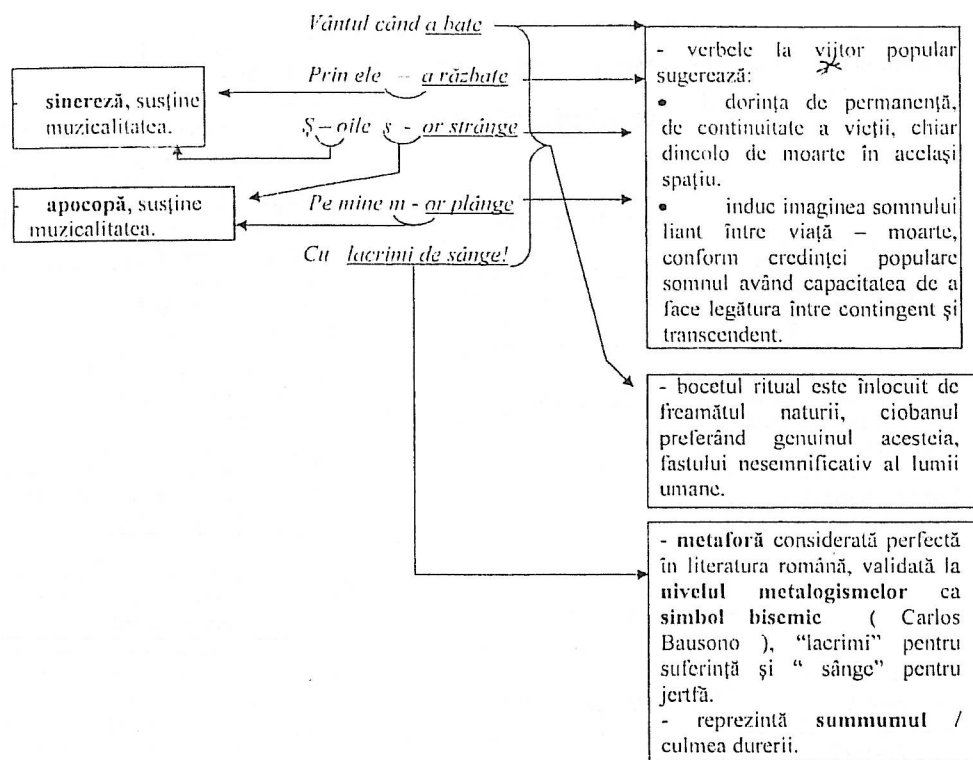 Vântul când a bate
Prin ele – a răzbate
Ș – oile s - or strânge
Pe mine m - or plânge
Cu lacrimi de sânge!
- sinereză, susține
muzicalitatea.
- apocopă, susține
muzicalitatea.
- verbele la viitor popular
sugerează:
• dorința de permanență,
de continuitate a vieții, chiar
dincolo de moarte în același
spațiu.
• induc imaginea somnului
liant între viață – moarte,
conform credinței populare
somnul având capacitatea de a
face legătura între contingent și
transcendent.
- bocetul ritual este înlocuit de
freamătul naturii, ciobanul
preferând genuinul acesteia,
fastului nesemnificativ al lumii
umane.
- metaforă considerată perfectă
în literatura română, validată la
nivelul metalogismelor ca
simbol bisemic ( Carlos
Bausono ), “lacrimi” pentru
suferință și “ sânge” pentru
jertfă.
- reprezintă summumul /
culmea durerii.